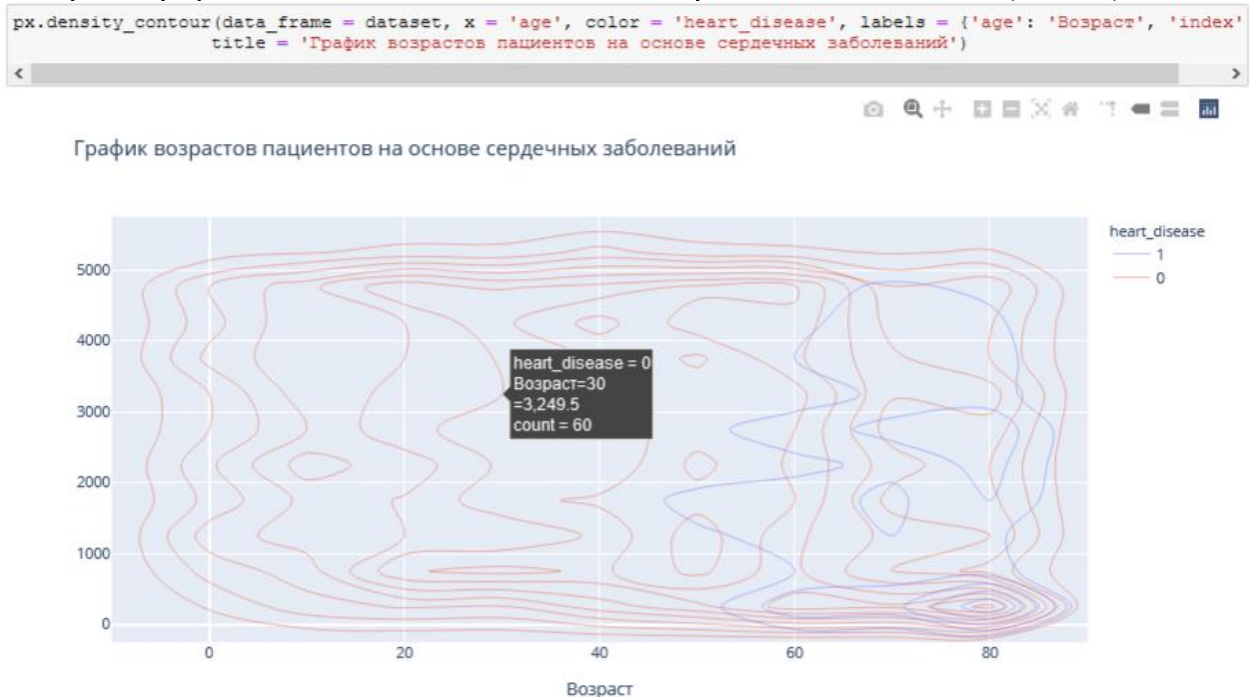 px.density_contour(data_frame = dataset, x = 'age', color = 'heart_disease', labels = {'age': 'Возраст', 'index'
title = 'График возрастов пациентов на основе сердечных заболеваний')
График возрастов пациентов на основе сердечных заболеваний
heart_disease
1
0
5000
4000
3000
2000
1000
0
heart_disease = 0
Возраст=30
=3,249.5
count = 60
0 20 40 60 80
Возраст